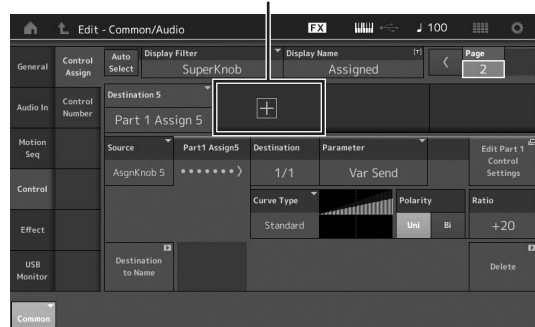 Edit - Common/Audio
FX
100
General
Control Assign
Auto Select
Display Filter
SuperKnob
Display Name
[T]
Assigned
Page
2
Audio In
Control Number
Destination 5
Part 1 Assign 5
Motion Seq
Source
AsgnKnob 5
Part1 Assign5
Destination
1/1
Parameter
Var Send
Edit Part 1 Control Settings
Control
Curve Type
Standard
Polarity
Uni
Bi
Ratio
+20
Effect
USB Monitor
Destination to Name
Delete
Common